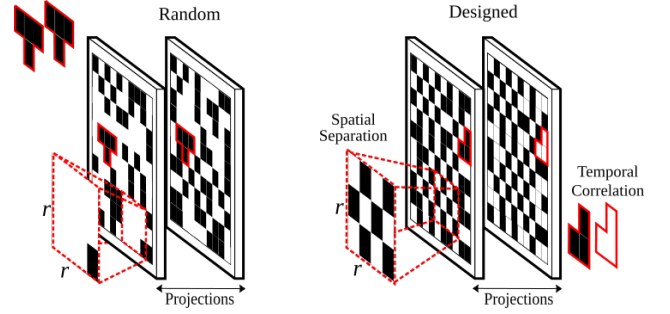 Random
Designed
Spatial
Separation
Temporal
Correlation
r
r
r
r
Projections
Projections